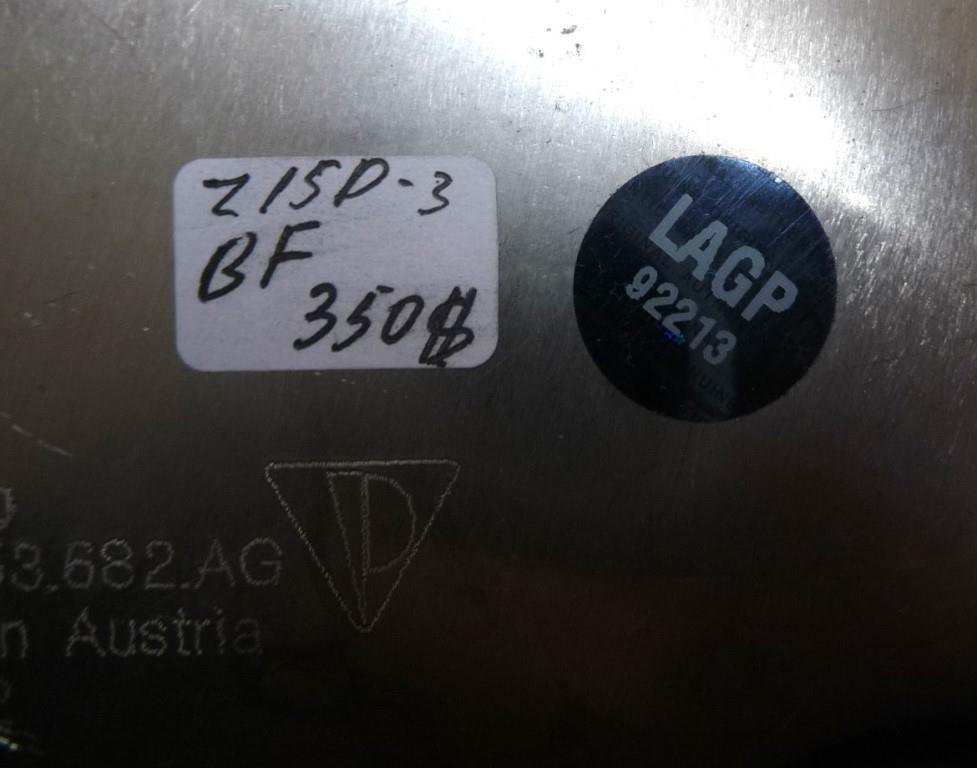 Z15D-3
BF
350$
LAGP
92213
3.682.AG
n Austria
D